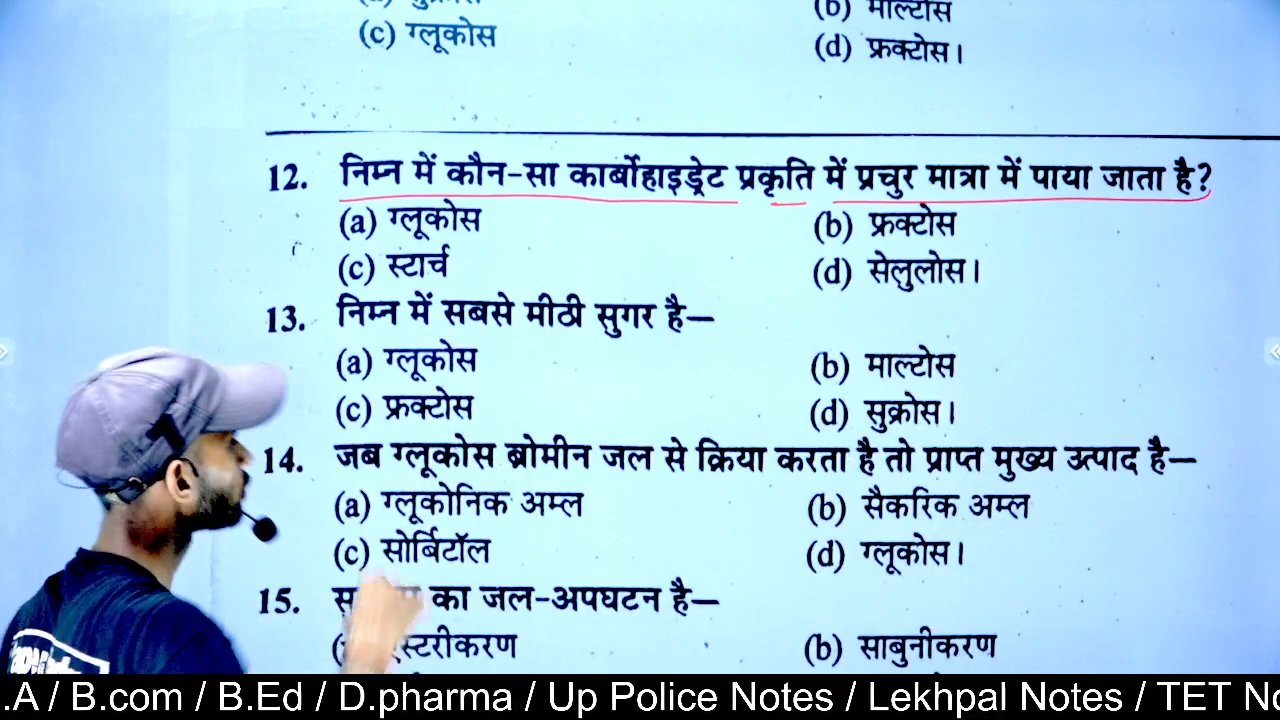 (b) माल्टोस
(c) ग्लूकोस (d) फ्रक्टोस।
12. निम्न में कौन-सा कार्बोहाइड्रेट प्रकृति में प्रचुर मात्रा में पाया जाता है?
(a) ग्लूकोस (b) फ्रक्टोस
(c) स्टार्च (d) सेलुलोस।
13. निम्न में सबसे मीठी सुगर है—
(a) ग्लूकोस (b) माल्टोस
(c) फ्रक्टोस (d) सुक्रोस।
14. जब ग्लूकोस ब्रोमीन जल से क्रिया करता है तो प्राप्त मुख्य उत्पाद है—
(a) ग्लूकोनिक अम्ल (b) सैकरिक अम्ल
(c) सोर्बिटॉल (d) ग्लूकोस।
15. का जल-अपघटन है—
(b) साबुनीकरण
.A / B.com / B.Ed / D.pharma / Up Police Notes / Lekhpal Notes / TET No